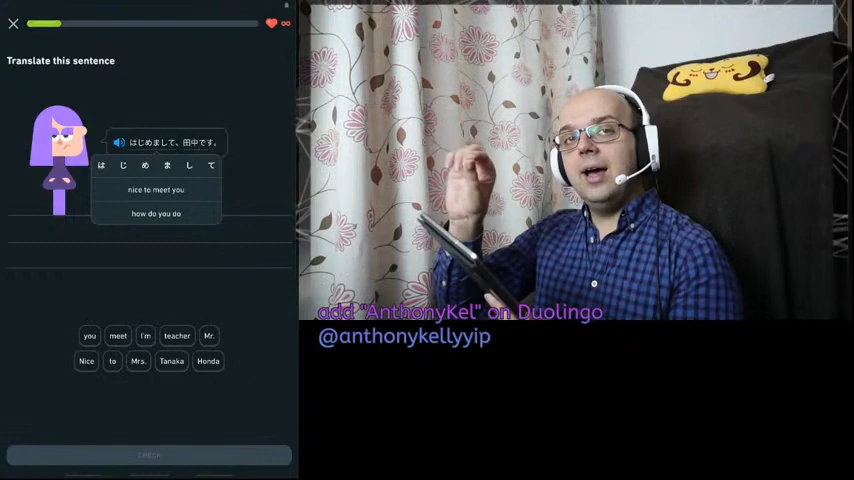 ∞
Translate this sentence
はじめまして、田中です。
は じ め ま し て
nice to meet you
how do you do
you meet I'm teacher Mr.
Nice to Mrs. Tanaka Honda
CHECK
add "AnthonyKel" on Duolingo
@anthonykellyyip